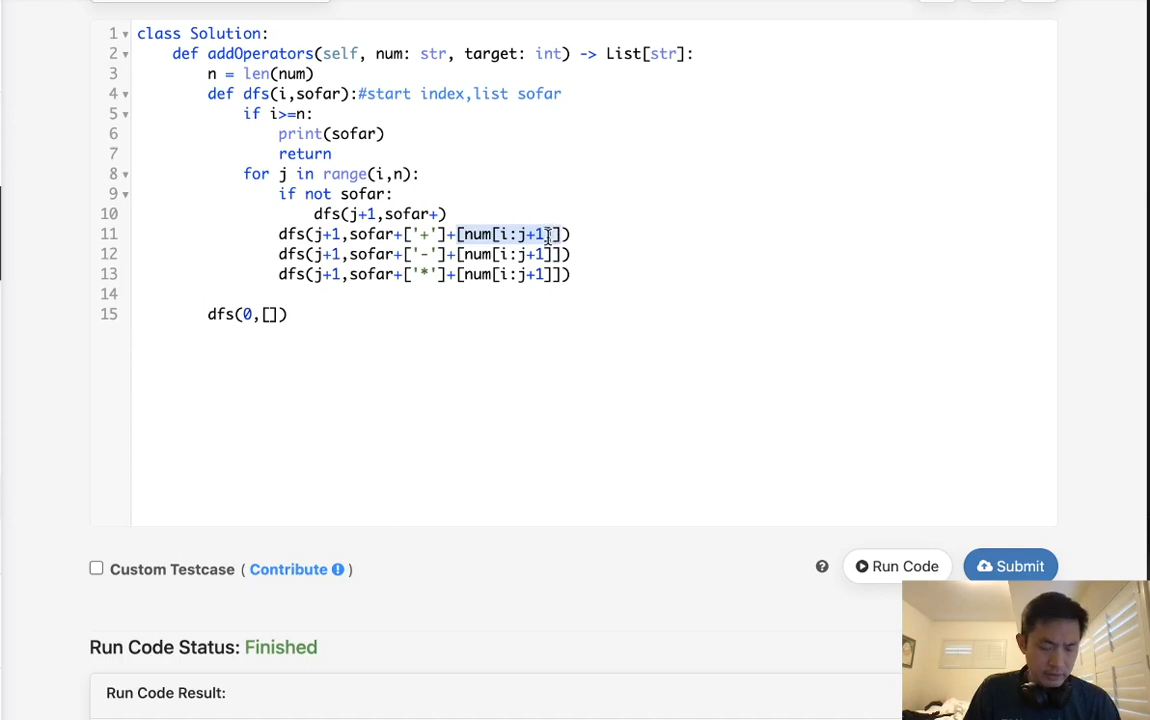 1 class Solution:
2 def addOperators(self, num: str, target: int) -> List[str]:
3 n = len(num)
4 def dfs(i,sofar):#start index,list sofar
5 if i>=n:
6 print(sofar)
7 return
8 for j in range(i,n):
9 if not sofar:
10 dfs(j+1,sofar+)
11 dfs(j+1,sofar+['+']+[num[i:j+1]])
12 dfs(j+1,sofar+['-']+[num[i:j+1]])
13 dfs(j+1,sofar+['*']+[num[i:j+1]])
14
15 dfs(0,[])
Custom Testcase ( Contribute ) ? Run Code Submit
Run Code Status: Finished
Run Code Result: